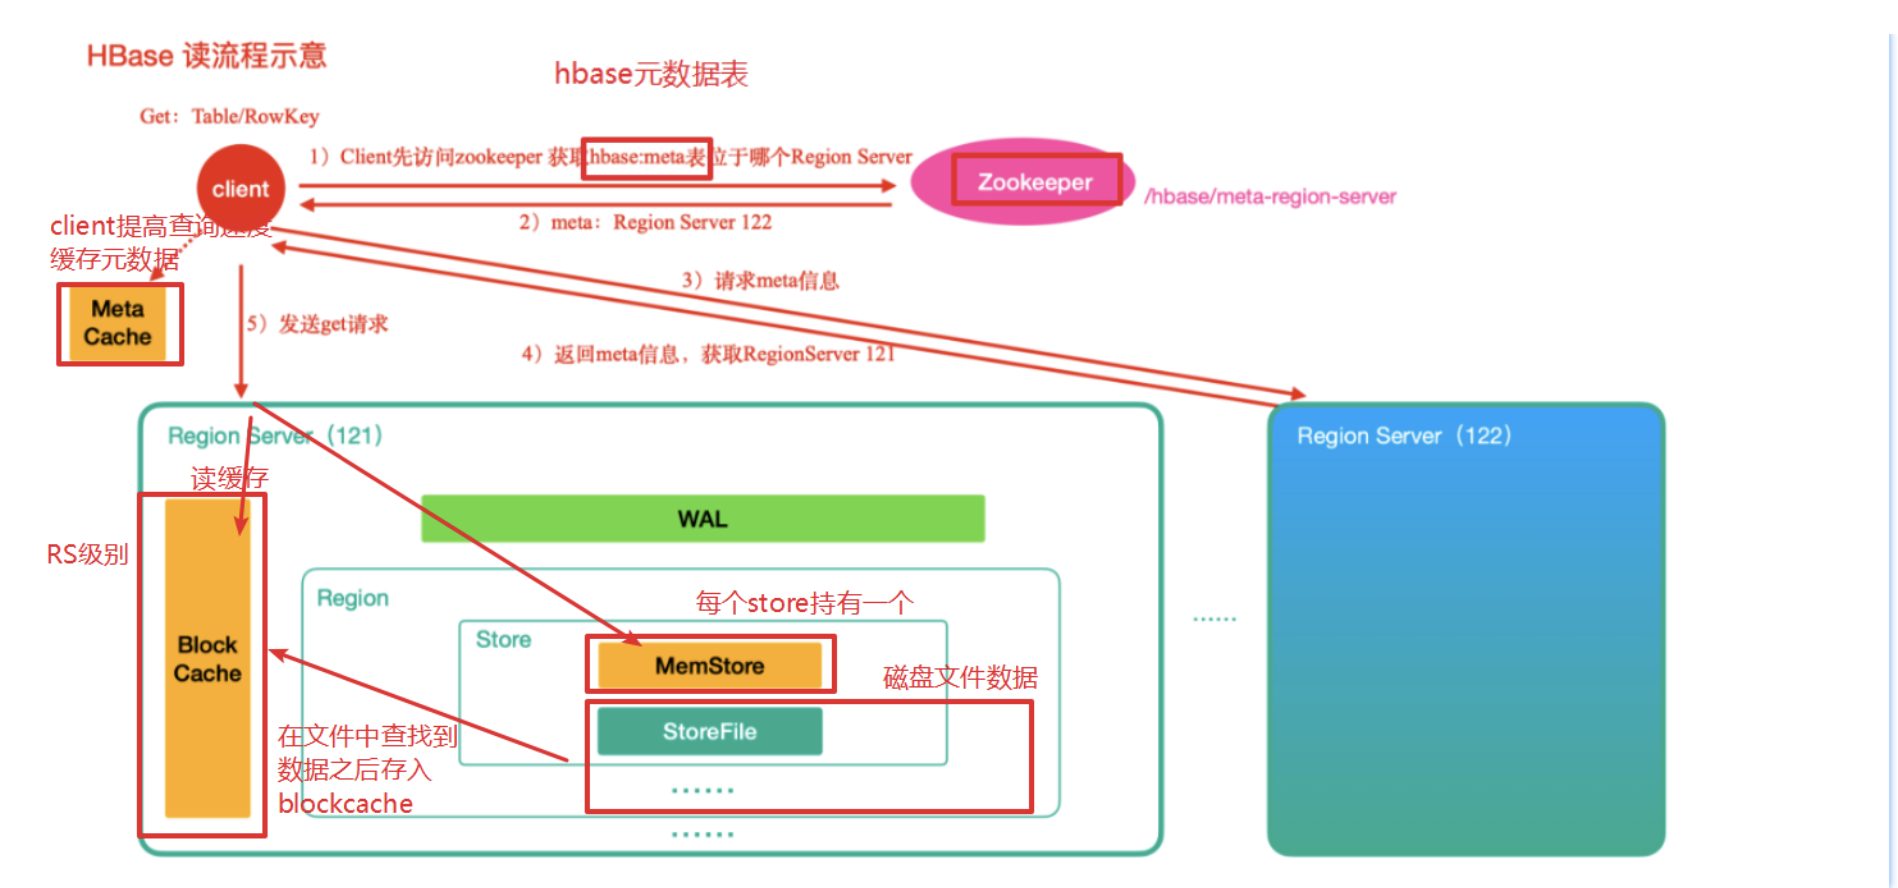 HBase 读流程示意
hbase元数据表
Get：Table/RowKey
1）Client先访问zookeeper 获取hbase:meta表位于哪个Region Server
client
Zookeeper
/hbase/meta-region-server
2）meta：Region Server 122
client提高查询速度
缓存元数据
3）请求meta信息
Meta
Cache
5）发送get请求
4）返回meta信息，获取RegionServer 121
Region Server（121）
Region Server（122）
读缓存
WAL
RS级别
Region
每个store持有一个
......
Store
Block
Cache
MemStore
磁盘文件数据
StoreFile
在文件中查找到
数据之后存入
blockcache
......
......